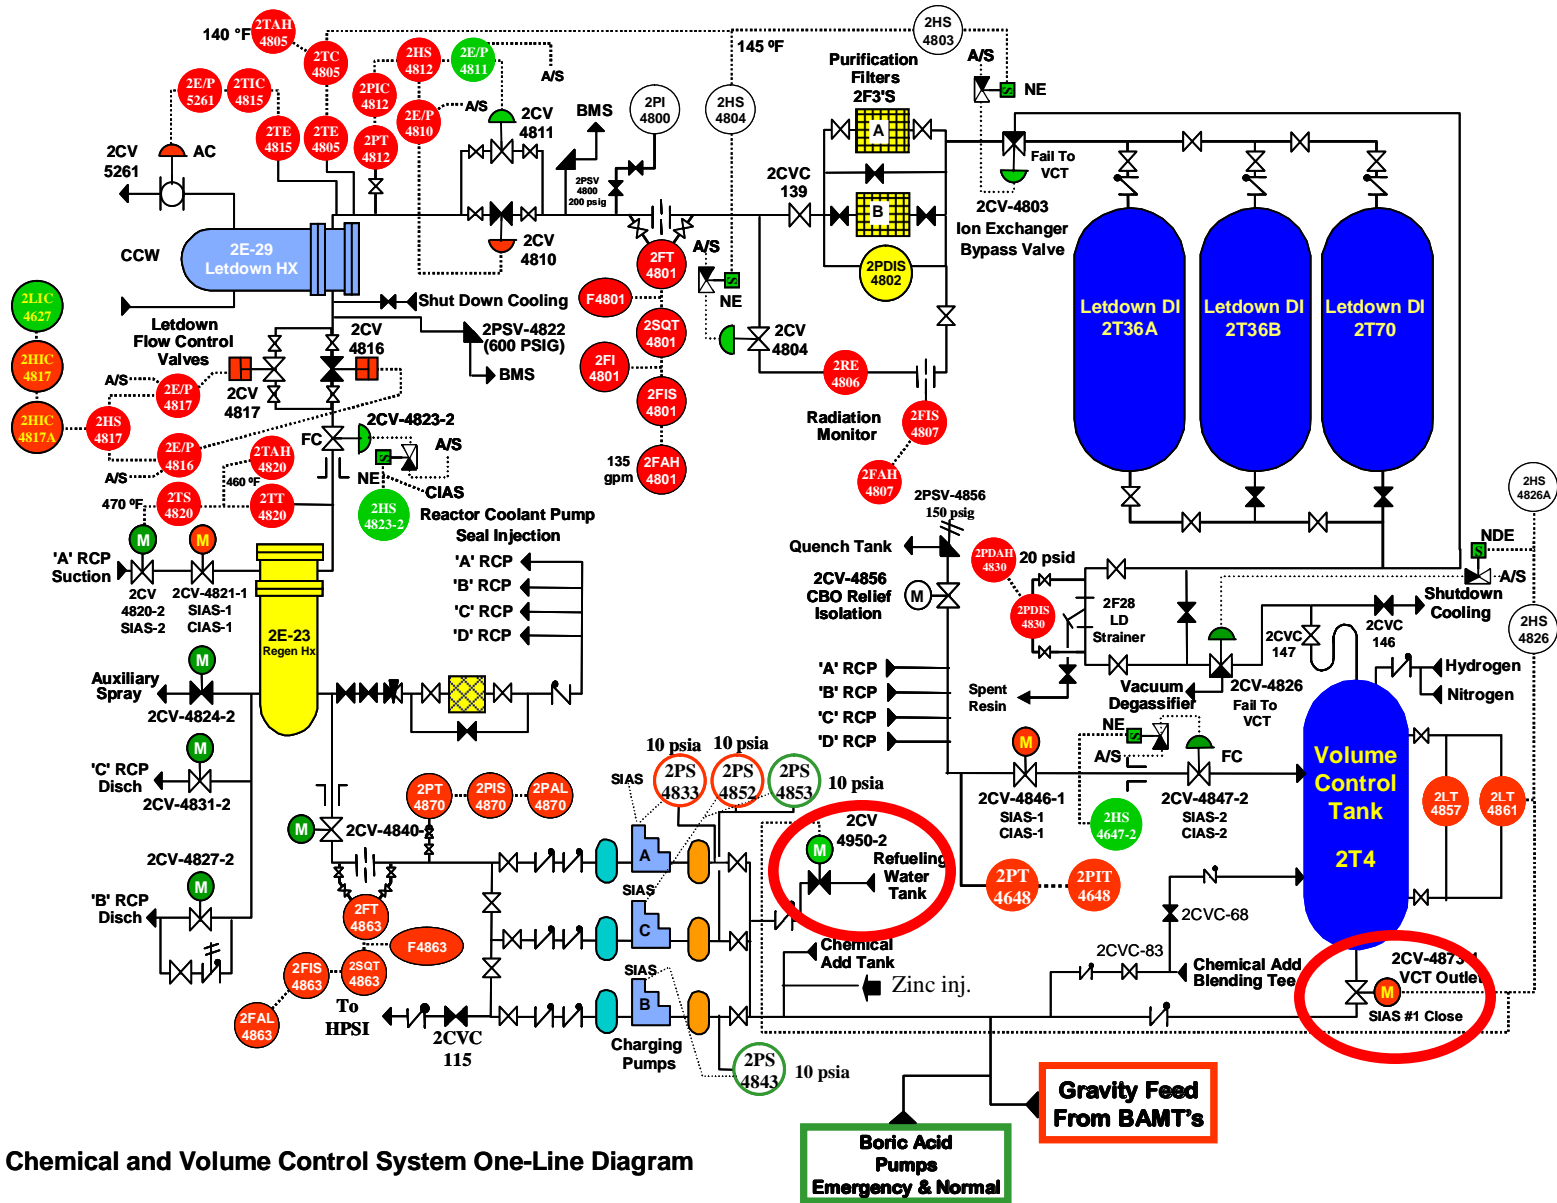 2TAH
4805
140 ºF
2TC
4805
2HS
4812
2E/P
4811
A/S
145 ºF
2HS
4803
2E/P
5261
2TIC
4815
2PIC
4812
2E/P
4810
A/S
2TE
4815
2TE
4805
2PT
4812
2CV
4811
BMS
2PI
4800
2HS
4804
Purification
Filters
2F3'S
A
B
A/S
S
NE
2CV
5261
AC
2PSV
4800
200 psig
2CVC
139
Fail To
VCT
2CV-4803
Ion Exchanger
Bypass Valve
CCW
2E-29
Letdown HX
2CV
4810
2FT
4801
F4801
2SQT
4801
2FI
4801
2FIS
4801
135
gpm
2FAH
4801
A/S
S
NE
2CV
4804
2PDIS
4802
2RE
4806
Radiation
Monitor
2FIS
4807
2FAH
4807
Letdown DI
2T36A
Letdown DI
2T36B
Letdown DI
2T70
2LIC
4627
2HIC
4817
2HIC
4817A
Letdown
Flow Control
Valves
Shut Down Cooling
2CV
4816
2PSV-4822
(600 PSIG)
BMS
A/S
2E/P
4817
2CV
4817
2HS
4817
2E/P
4816
A/S
2CV-4823-2
FC
S
A/S
NE
CIAS
2HS
4823-2
2TAH
4820
460 ºF
470 ºF
2TS
4820
2TT
4820
M
M
'A' RCP
Suction
2CV
4820-2
SIAS-2
2CV-4821-1
SIAS-1
CIAS-1
2E-23
Regen Hx
Reactor Coolant Pump
Seal Injection
'A' RCP
'B' RCP
'C' RCP
'D' RCP
M
Auxiliary
Spray
2CV-4824-2
M
'C' RCP
Disch
2CV-4831-2
2CV-4827-2
M
'B' RCP
Disch
2PSV-4856
150 psig
Quench Tank
2CV-4856
CBO Relief
Isolation
M
2PDAH
4830
20 psid
2PDIS
4830
2F28
LD
Strainer
Spent
Resin
Vacuum
Degassifier
2CV-4826
Fail To
VCT
2CVC
147
2CVC
146
Shutdown
Cooling
2HS
4826A
NDE
S
A/S
2HS
4826
Hydrogen
Nitrogen
'A' RCP
'B' RCP
'C' RCP
'D' RCP
M
2CV-4846-1
SIAS-1
CIAS-1
NE
S
A/S
FC
2HS
4647-2
2CV-4847-2
SIAS-2
CIAS-2
Volume
Control
Tank
2T4
2LT
4857
2LT
4861
2PT
4648
2PIT
4648
10 psia
10 psia
2PS
4833
2PS
4852
2PS
4853
10 psia
SIAS
2PT
4870
2PIS
4870
2PAL
4870
M
2CV-4840-
A
SIAS
C
SIAS
B
2CV
4950-2
M
Refueling
Water
Tank
Chemical
Add Tank
Zinc inj.
2CVC-68
2CVC-83
Chemical Add
Blending Tee
2CV-4873-1
VCT Outlet
M
SIAS #1 Close
2FT
4863
F4863
2FIS
4863
2SQT
4863
2FAL
4863
To
HPSI
2CVC
115
Charging
Pumps
2PS
4843
10 psia
Gravity Feed
From BAMT's
Boric Acid
Pumps
Emergency & Normal
Chemical and Volume Control System One-Line Diagram